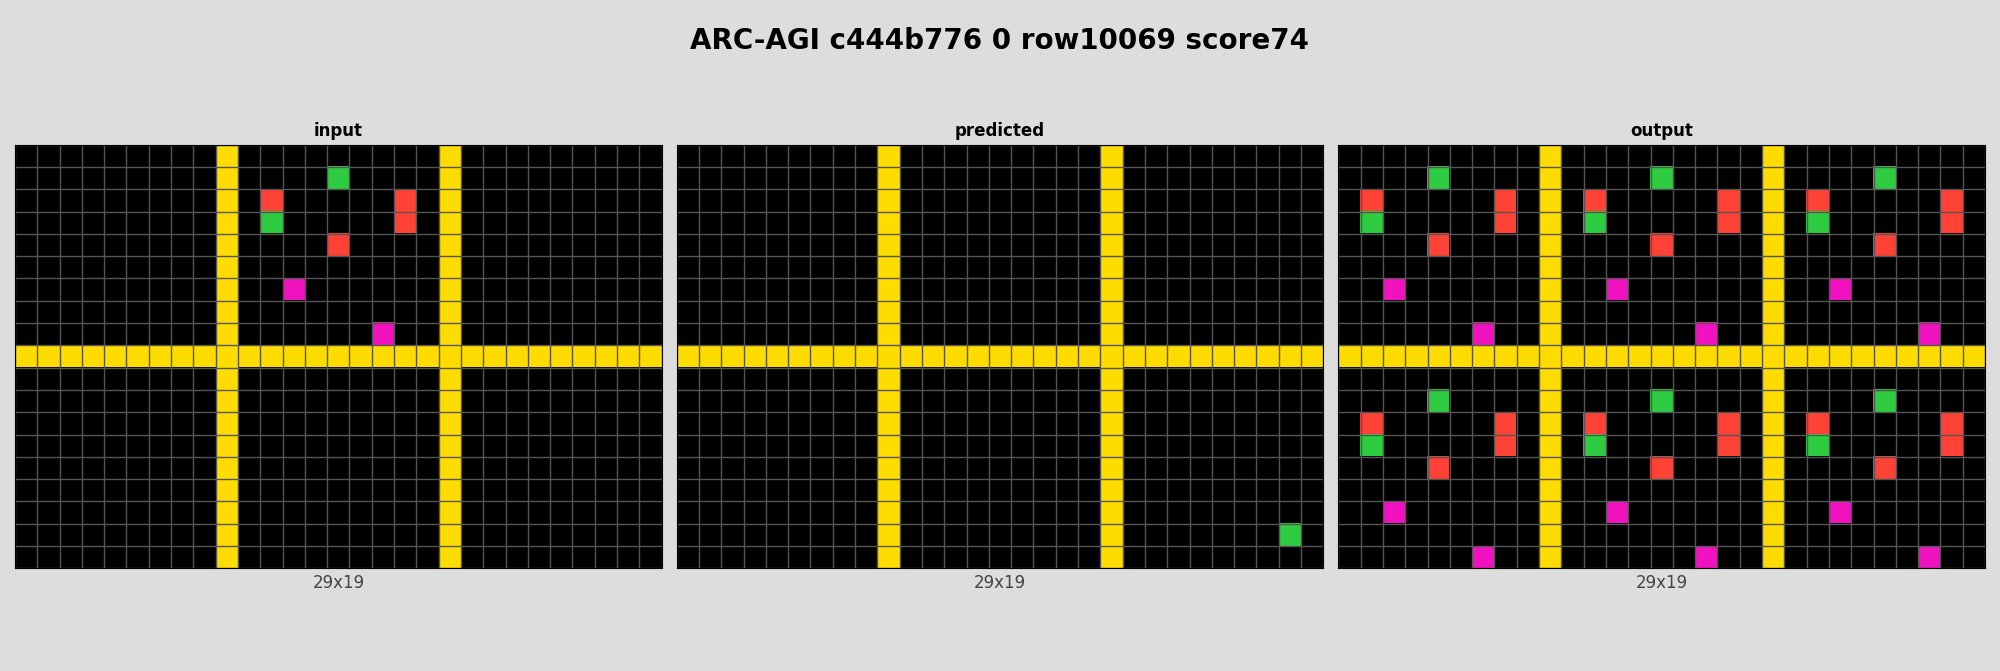 ARC-AGI c444b776 0 row10069 score74
input
predicted
output
29x19
29x19
29x19